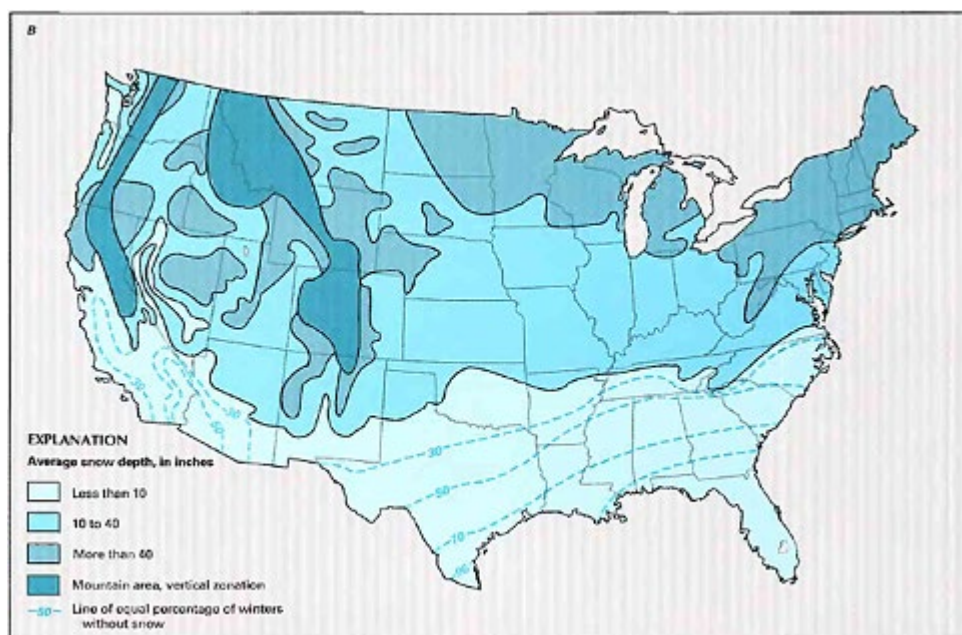 B
30
50
30
30
50
70
90
EXPLANATION
Average snow depth, in inches
Less than 10
10 to 40
More than 40
Mountain area, vertical zonation
—50— Line of equal percentage of winters
without snow